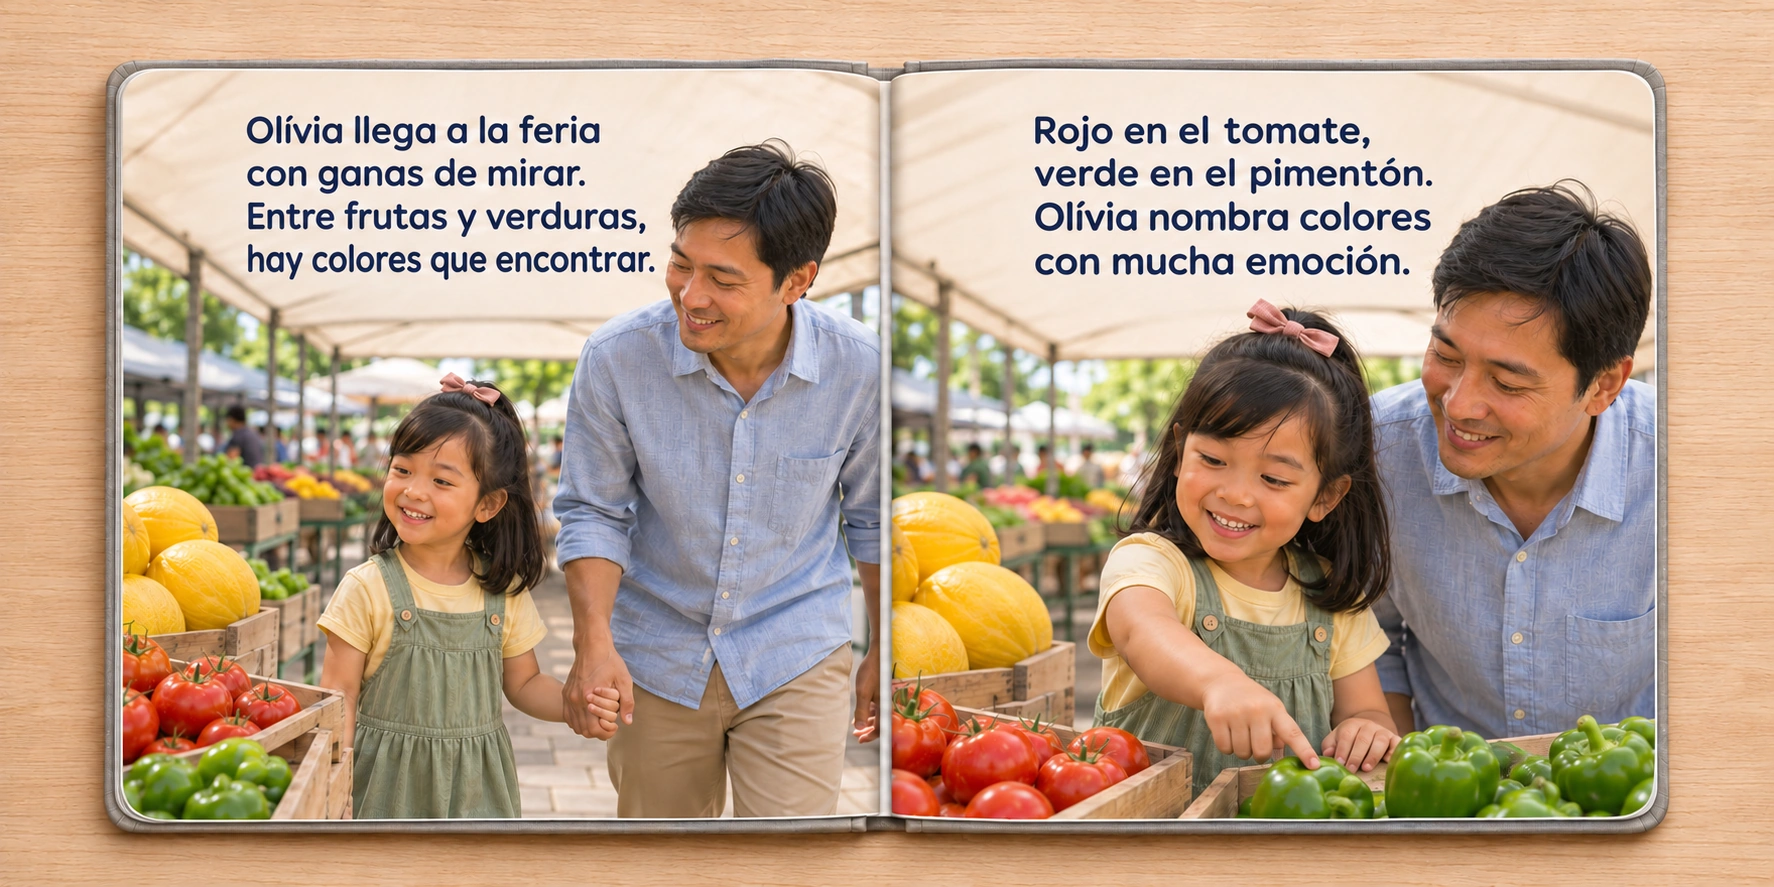 Olívia llega a la feria
con ganas de mirar.
Entre frutas y verduras,
hay colores que encontrar.
Rojo en el tomate,
verde en el pimentón.
Olívia nombra colores
con mucha emoción.